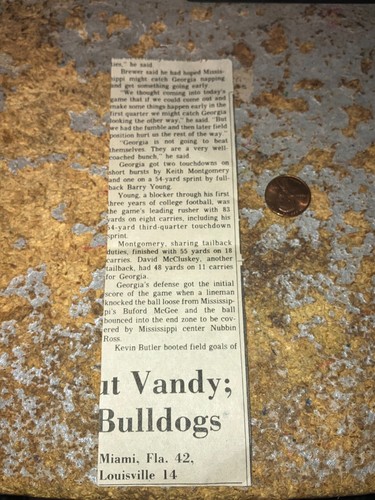 ties," he said.
Brewer said he had hoped Missis-
sippi might catch Georgia napping
and get something going early.
"We thought coming into today's
game that if we could come out and
make some things happen early in the
first quarter we might catch Georgia
looking the other way," he said. "But
we had the fumble and then later field
position hurt us the rest of the way.
"Georgia is not going to beat
themselves. They are a very well-
coached bunch," he said.
Georgia got two touchdowns on
short bursts by Keith Montgomery
and one on a 54-yard sprint by full-
back Barry Young.
Young, a blocker through his first
three years of college football, was
the game's leading rusher with 83
yards on eight carries, including his
54-yard third-quarter touchdown
sprint.
Montgomery, sharing tailback
duties, finished with 55 yards on 18
carries. David McCluskey, another
tailback, had 48 yards on 11 carries
for Georgia.
Georgia's defense got the initial
score of the game when a lineman
knocked the ball loose from Mississip-
pi's Buford McGee and the ball
bounced into the end zone to be cov-
ered by Mississippi center Nubbin
Ross.
Kevin Butler booted field goals of
ut Vandy;
Bulldogs
Miami, Fla. 42,
Louisville 14